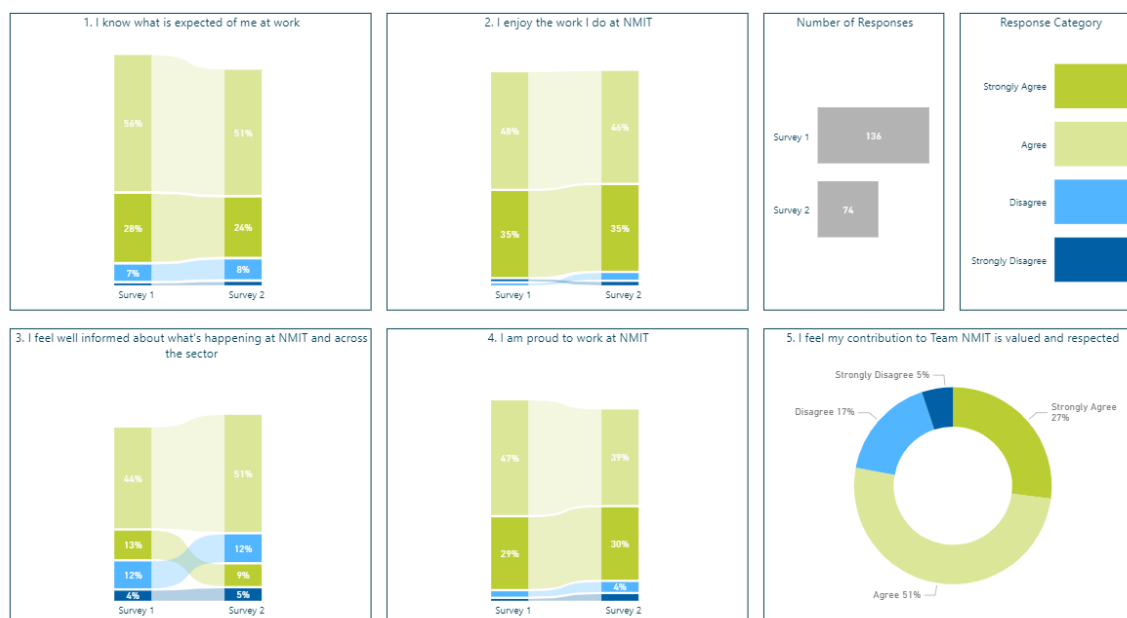 1. I know what is expected of me at work
56%
51%
28%
24%
7%
8%
Survey 1
Survey 2
2. I enjoy the work I do at NMIT
48%
46%
35%
35%
Survey 1
Survey 2
Number of Responses
Survey 1
136
Survey 2
74
Response Category
Strongly Agree
Agree
Disagree
Strongly Disagree
3. I feel well informed about what's happening at NMIT and across
the sector
44%
51%
13%
12%
12%
9%
4%
5%
Survey 1
Survey 2
4. I am proud to work at NMIT
47%
39%
29%
30%
4%
Survey 1
Survey 2
5. I feel my contribution to Team NMIT is valued and respected
Strongly Disagree 5%
Disagree 17%
Strongly Agree
27%
Agree 51%